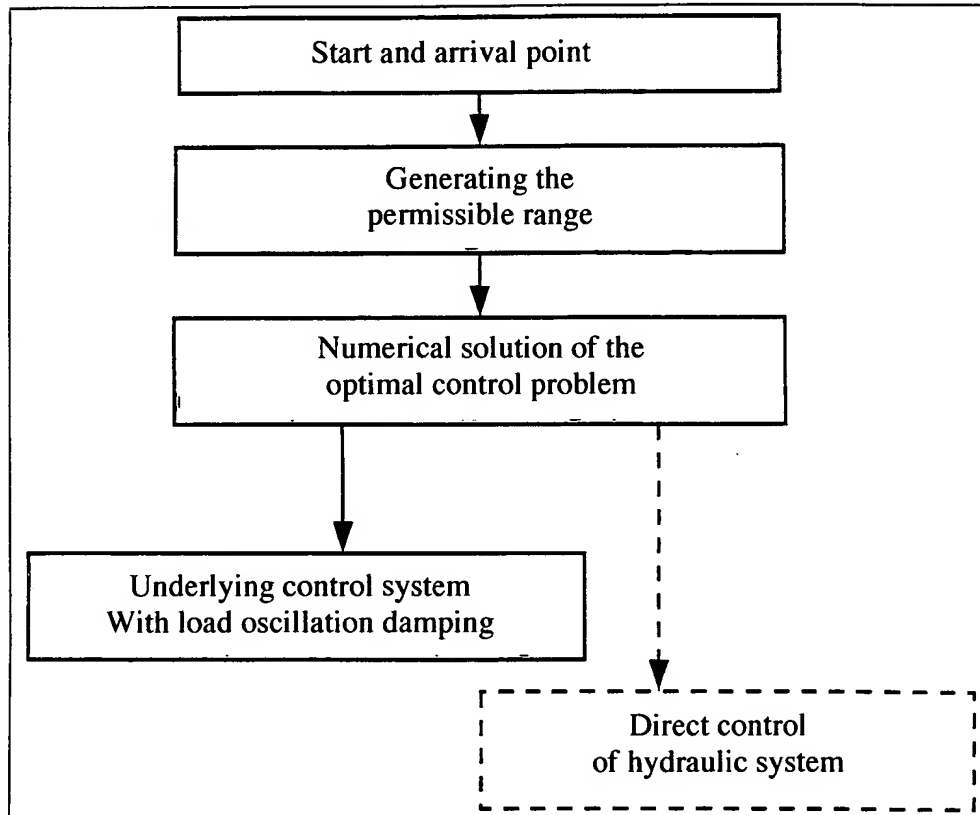 Start and arrival point
Generating the
permissible range
Numerical solution of the
optimal control problem
Underlying control system
With load oscillation damping
Direct control
of hydraulic system